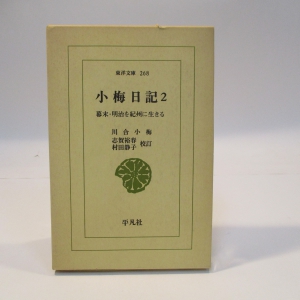 東洋文庫 268
小梅日記 2
幕末・明治を紀州に生きる
川合小梅
志賀裕春
村田静子
校訂
平凡社